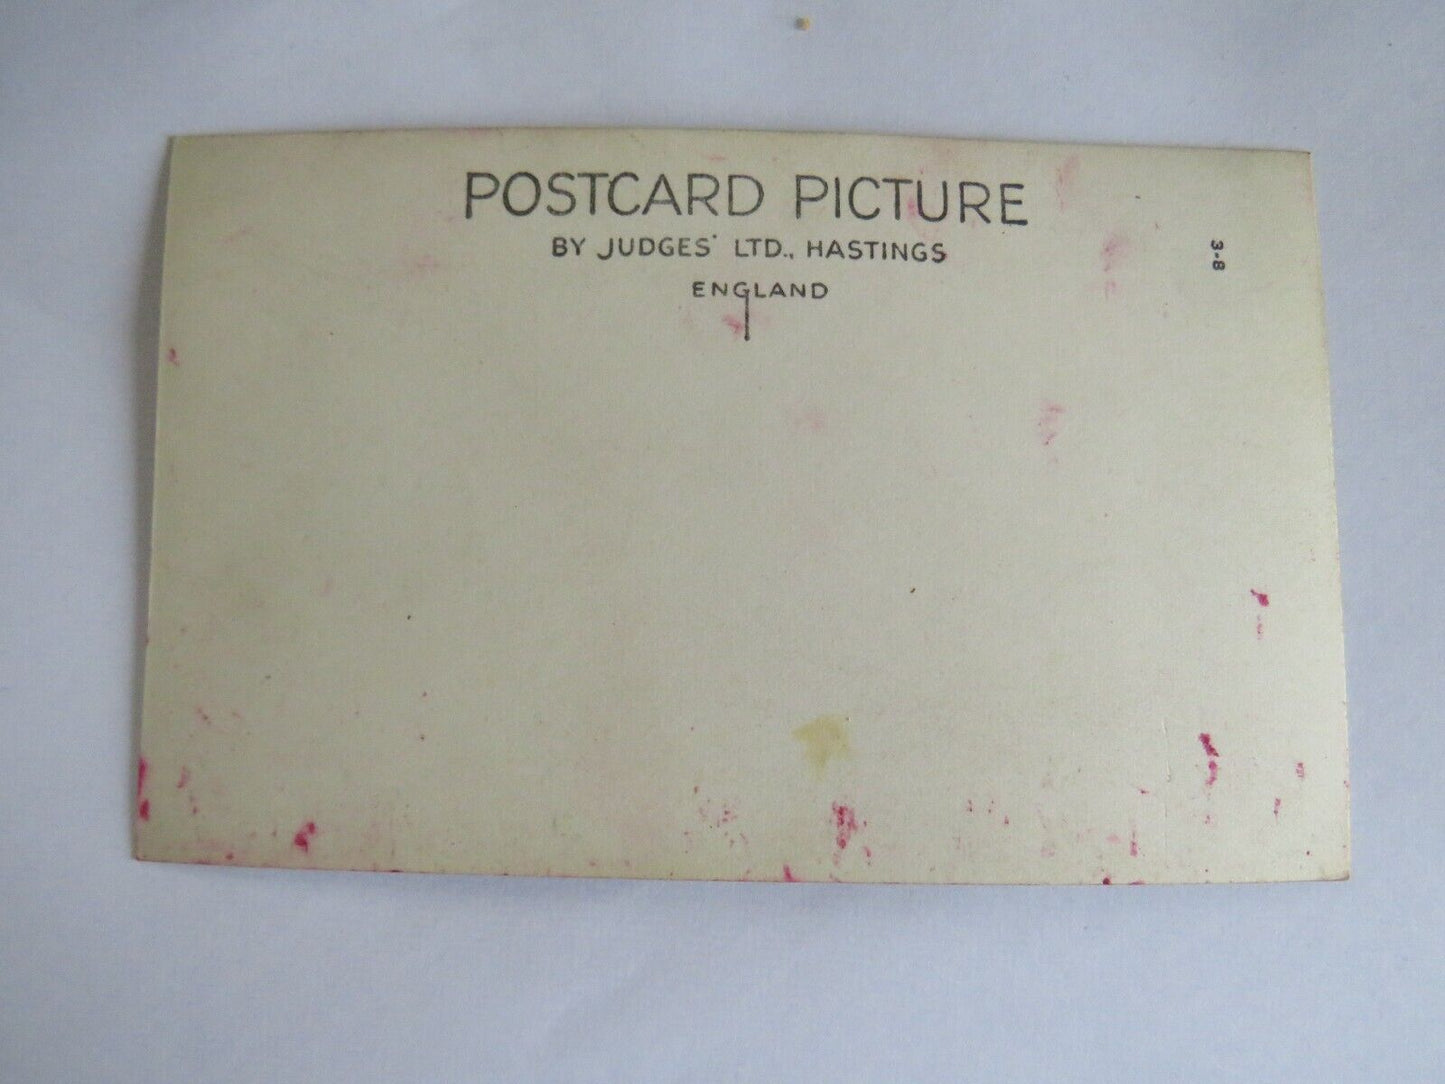 POSTCARD PICTURE
BY JUDGES' LTD., HASTINGS
ENGLAND
3-8